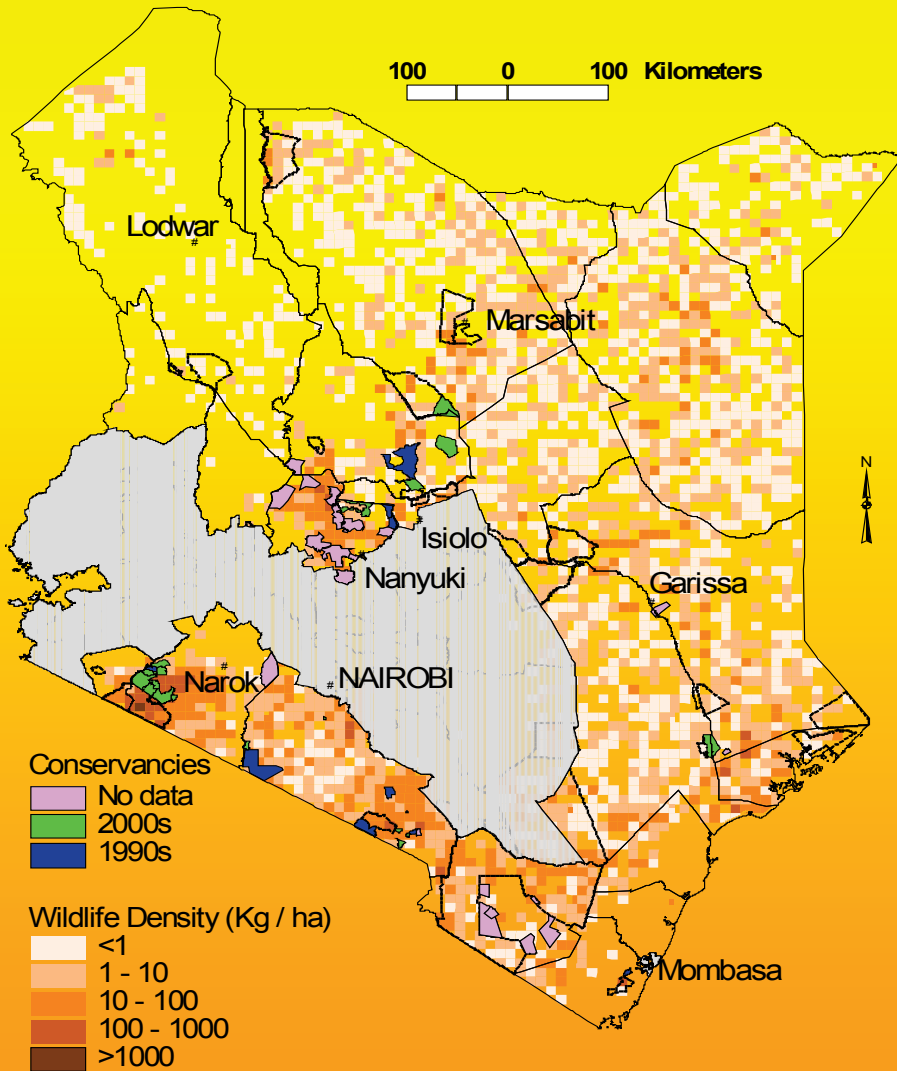 100 0 100 Kilometers
Lodwar
#
Marsabit
#
N
Isiolo
#
Nanyuki
#
Garissa
#
Narok
#
NAIROBI
#
Mombasa
#
Conservancies
No data
2000s
1990s
Wildlife Density (Kg / ha)
<1
1 - 10
10 - 100
100 - 1000
>1000